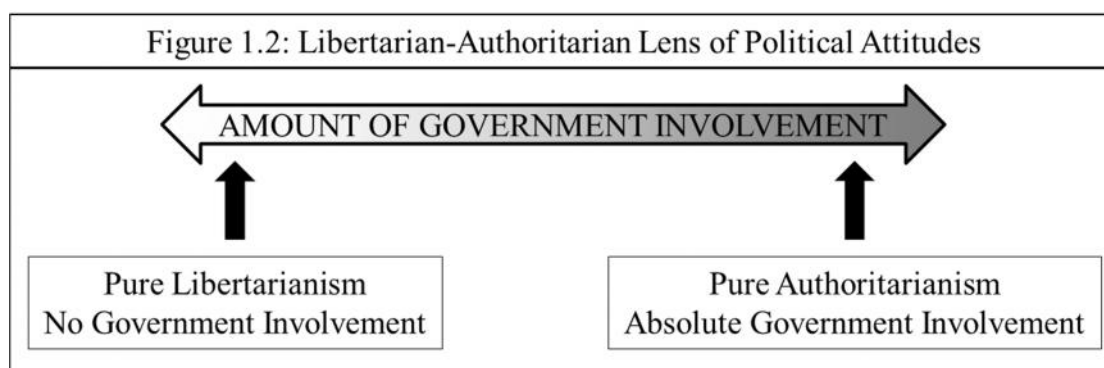 Figure 1.2: Libertarian-Authoritarian Lens of Political Attitudes
AMOUNT OF GOVERNMENT INVOLVEMENT
Pure Libertarianism
No Government Involvement
Pure Authoritarianism
Absolute Government Involvement